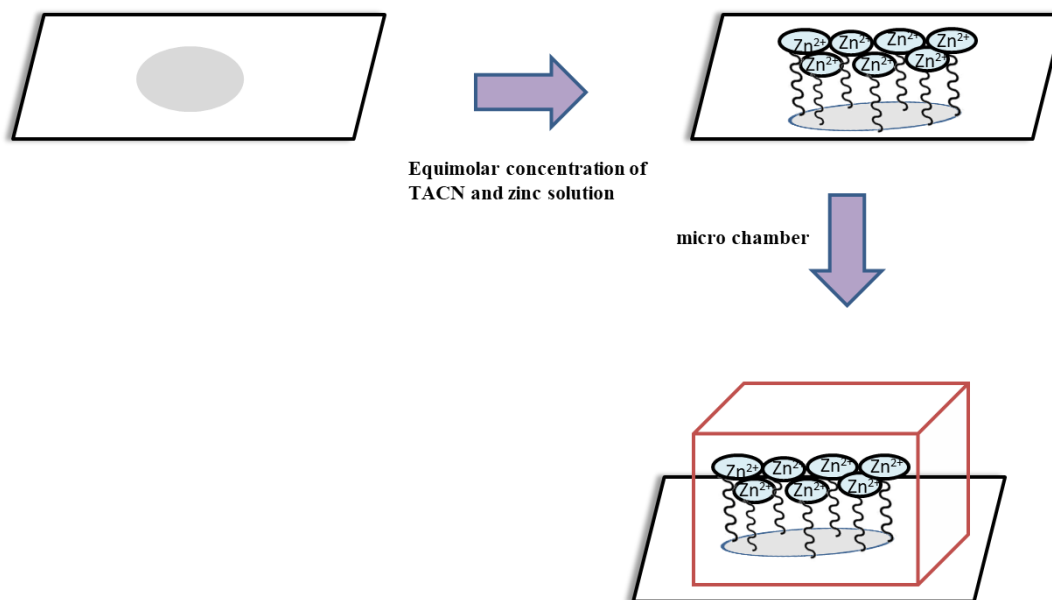 Zn²⁺ Zn²⁺ Zn²⁺ Zn²⁺
Zn²⁺ Zn²⁺ Zn²⁺
Equimolar concentration of
TACN and zinc solution
micro chamber
Zn²⁺ Zn² Zn²⁺ Zn²⁺
Zn²⁺ Zn²⁺ Zn²⁺